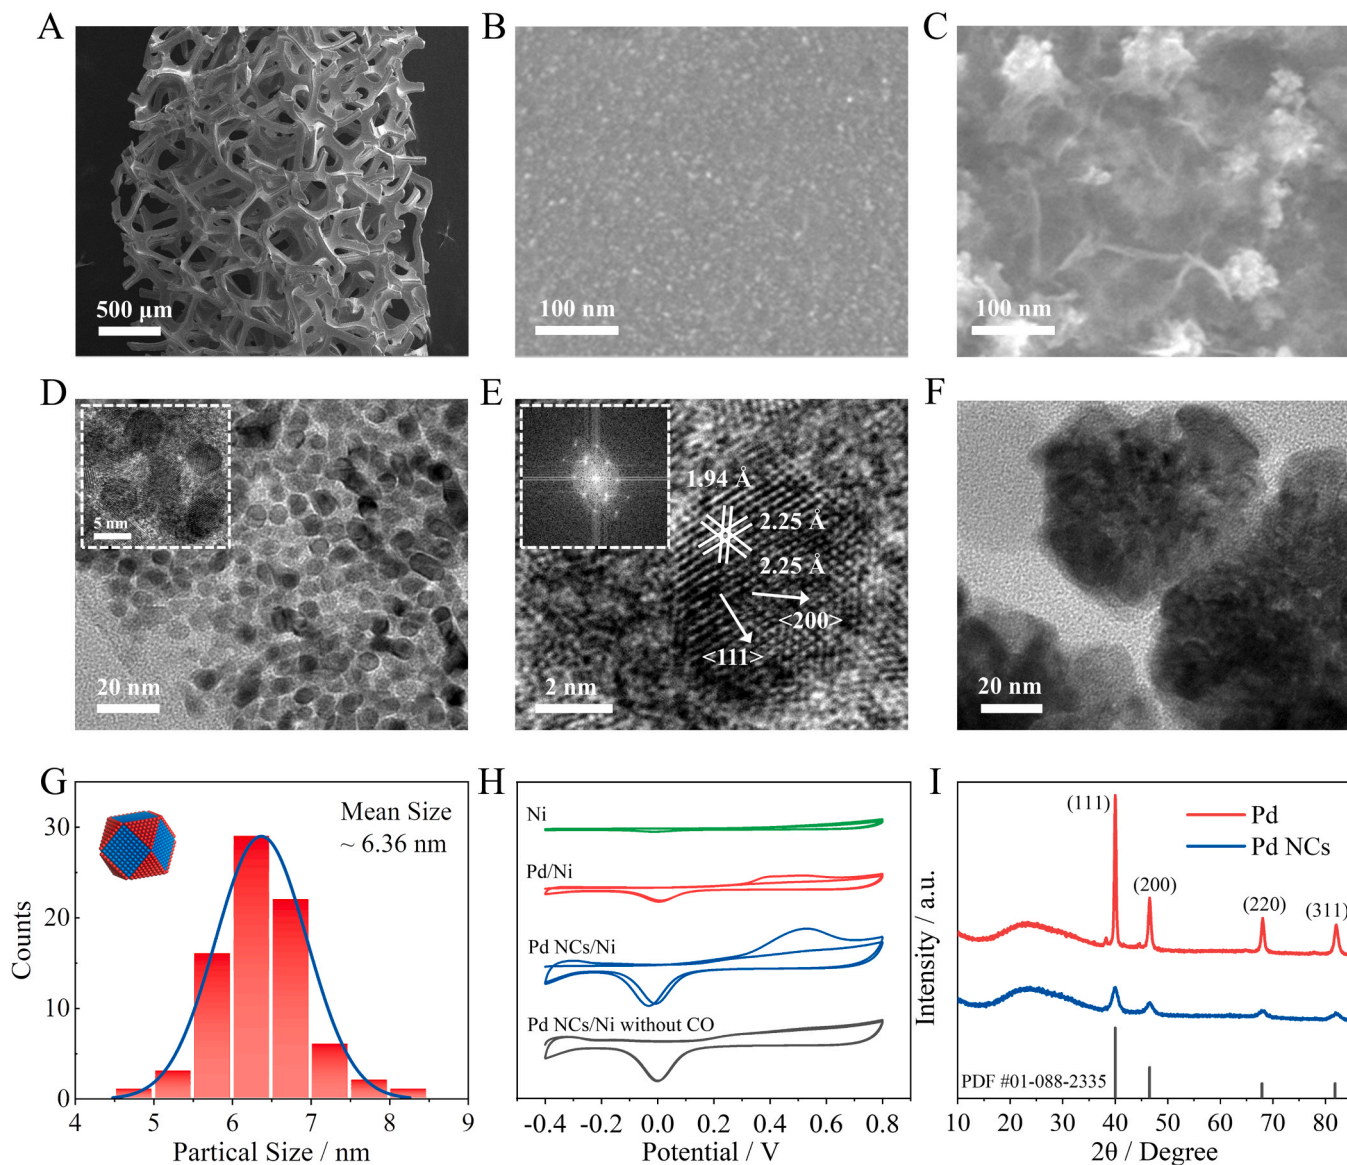 A
500 µm
B
100 nm
C
100 nm
D
5 nm
20 nm
E
1.94 Å
2.25 Å
2.25 Å
<200>
<111>
2 nm
F
20 nm
G
Mean Size
~ 6.36 nm
Counts
30
20
10
0
4 5 6 7 8 9
Partical Size / nm
H
Ni
Pd/Ni
Pd NCs/Ni
Pd NCs/Ni without CO
-0.4 -0.2 0.0 0.2 0.4 0.6 0.8
Potential / V
I
Intensity / a.u.
(111)
(200)
(220)
(311)
Pd
Pd NCs
PDF #01-088-2335
10 20 30 40 50 60 70 80
2θ / Degree